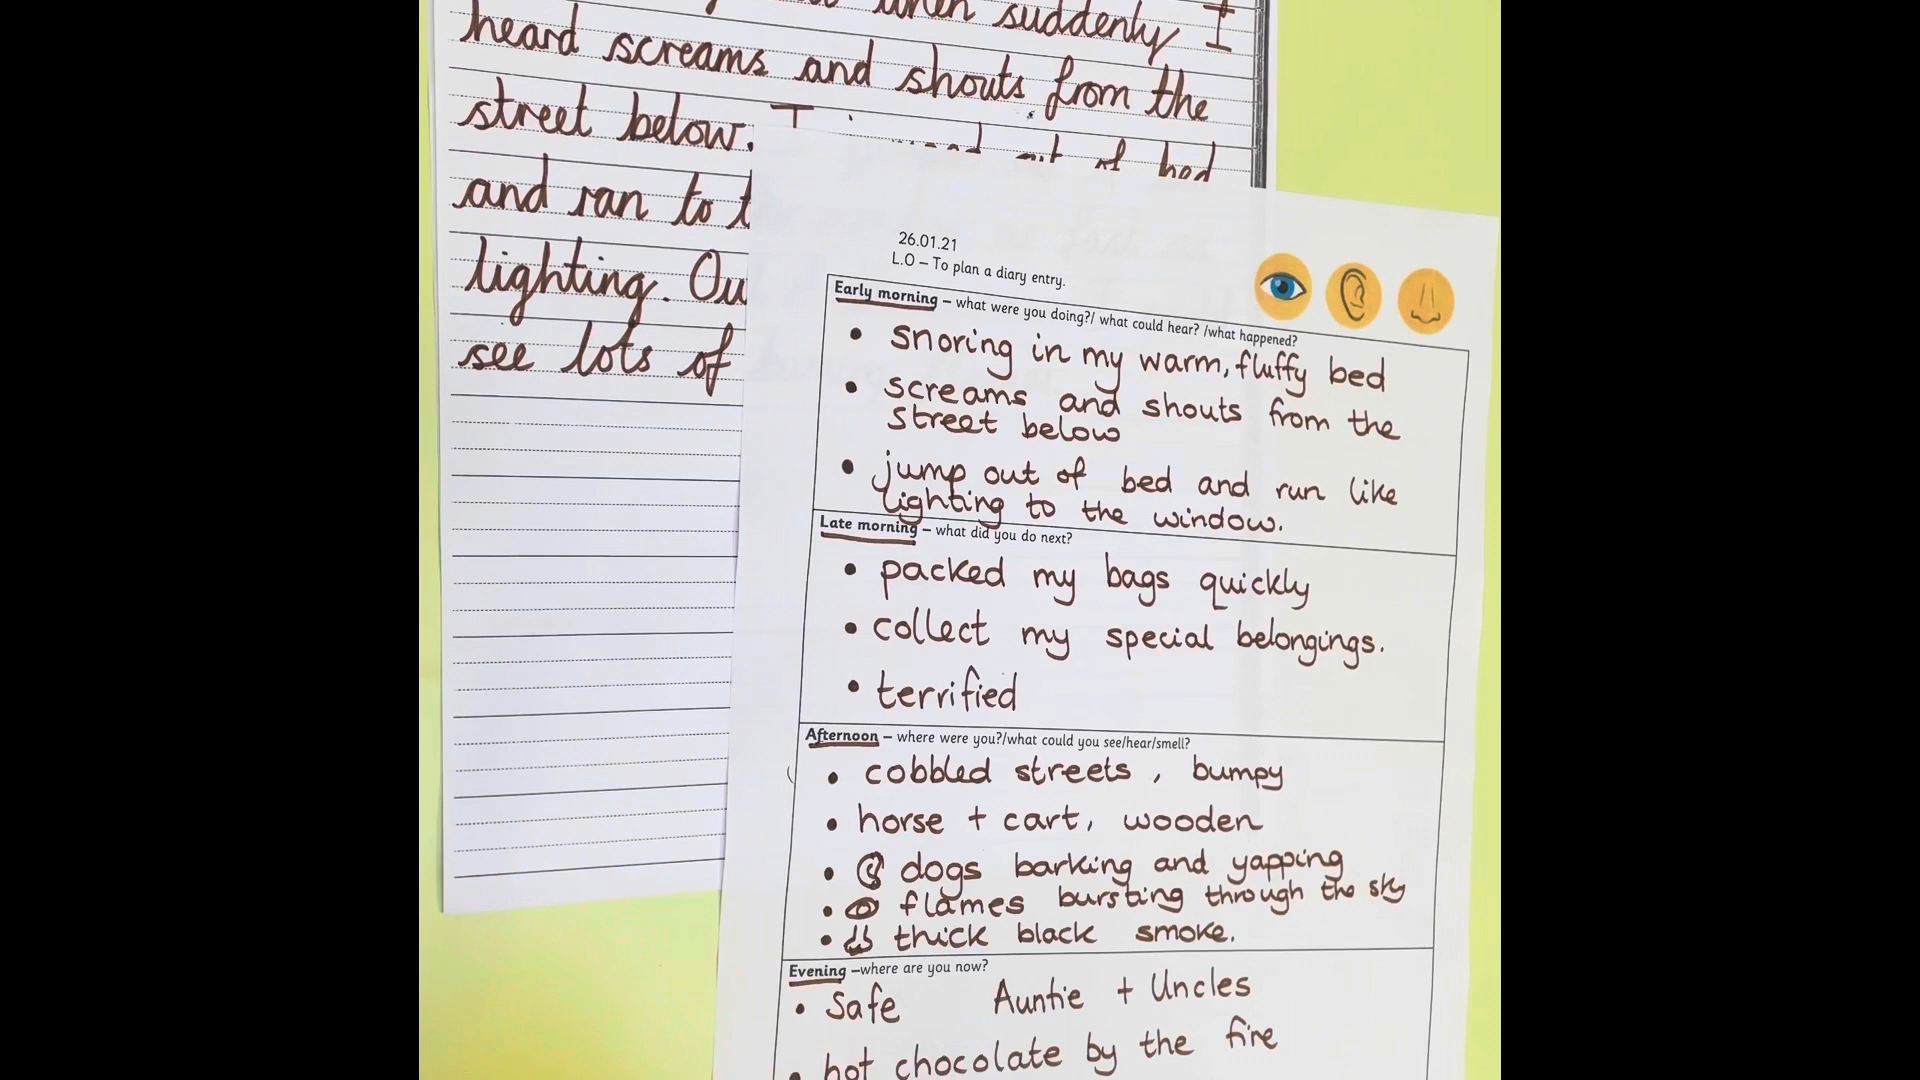 when suddenly I
heard screams and shouts from the
street below. I jumped out of bed
and ran to
lighting. Ou
see lots of
26.01.21
L.O – To plan a diary entry.
Early morning – what were you doing?/ what could hear? /what happened?
• snoring in my warm, fluffy bed
• screams and shouts from the
street below
• jump out of bed and run like
lighting to the window.
Late morning – what did you do next?
• packed my bags quickly
• collect my special belongings.
• terrified
Afternoon – where were you?/what could you see/hear/smell?
• cobbled streets, bumpy
• horse + cart, wooden
• dogs barking and yapping
• flames bursting through the sky
• thick black smoke.
Evening –where are you now?
• Safe Auntie + Uncles
• hot chocolate by the fire